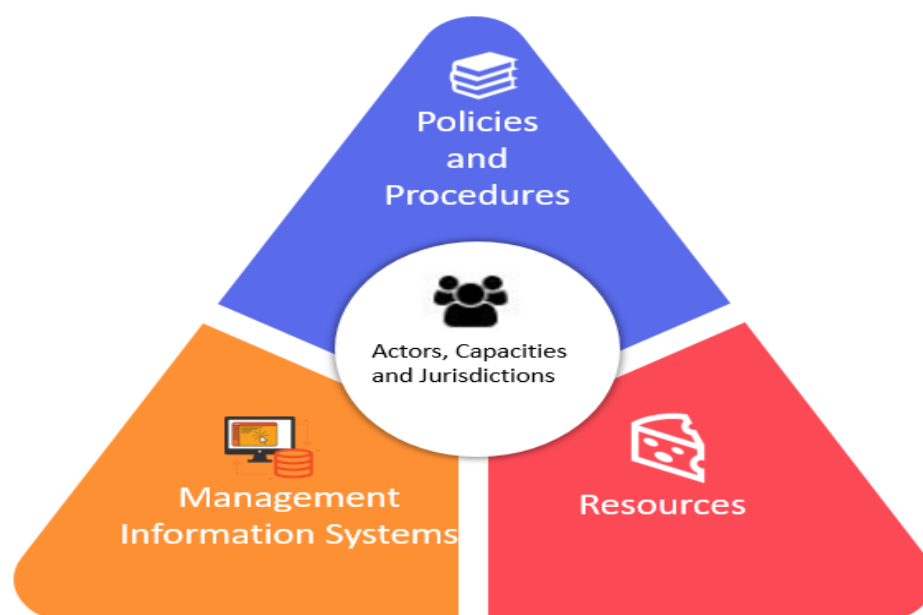 Policies
and
Procedures
Actors, Capacities
and Jurisdictions
Management
Information Systems
Resources